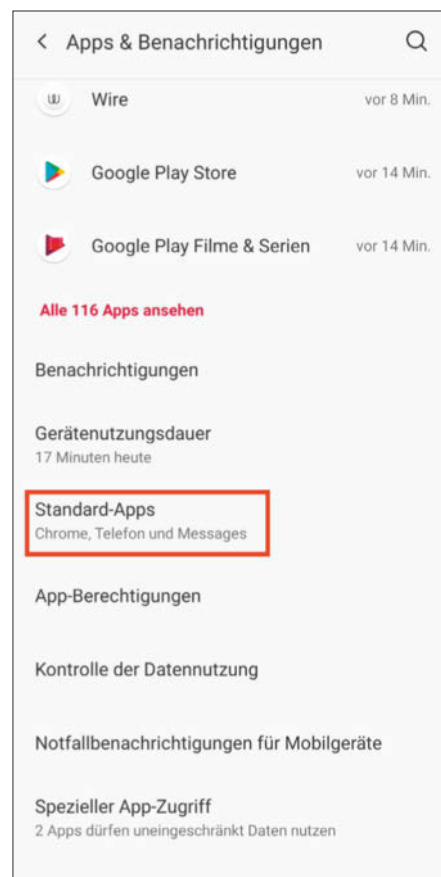 Apps & Benachrichtigungen
Wire vor 8 Min.
Google Play Store vor 14 Min.
Google Play Filme & Serien vor 14 Min.
Alle 116 Apps ansehen
Benachrichtigungen
Gerätenutzungsdauer
17 Minuten heute
Standard-Apps
Chrome, Telefon und Messages
App-Berechtigungen
Kontrolle der Datennutzung
Notfallbenachrichtigungen für Mobilgeräte
Spezieller App-Zugriff
2 Apps dürfen uneingeschränkt Daten nutzen